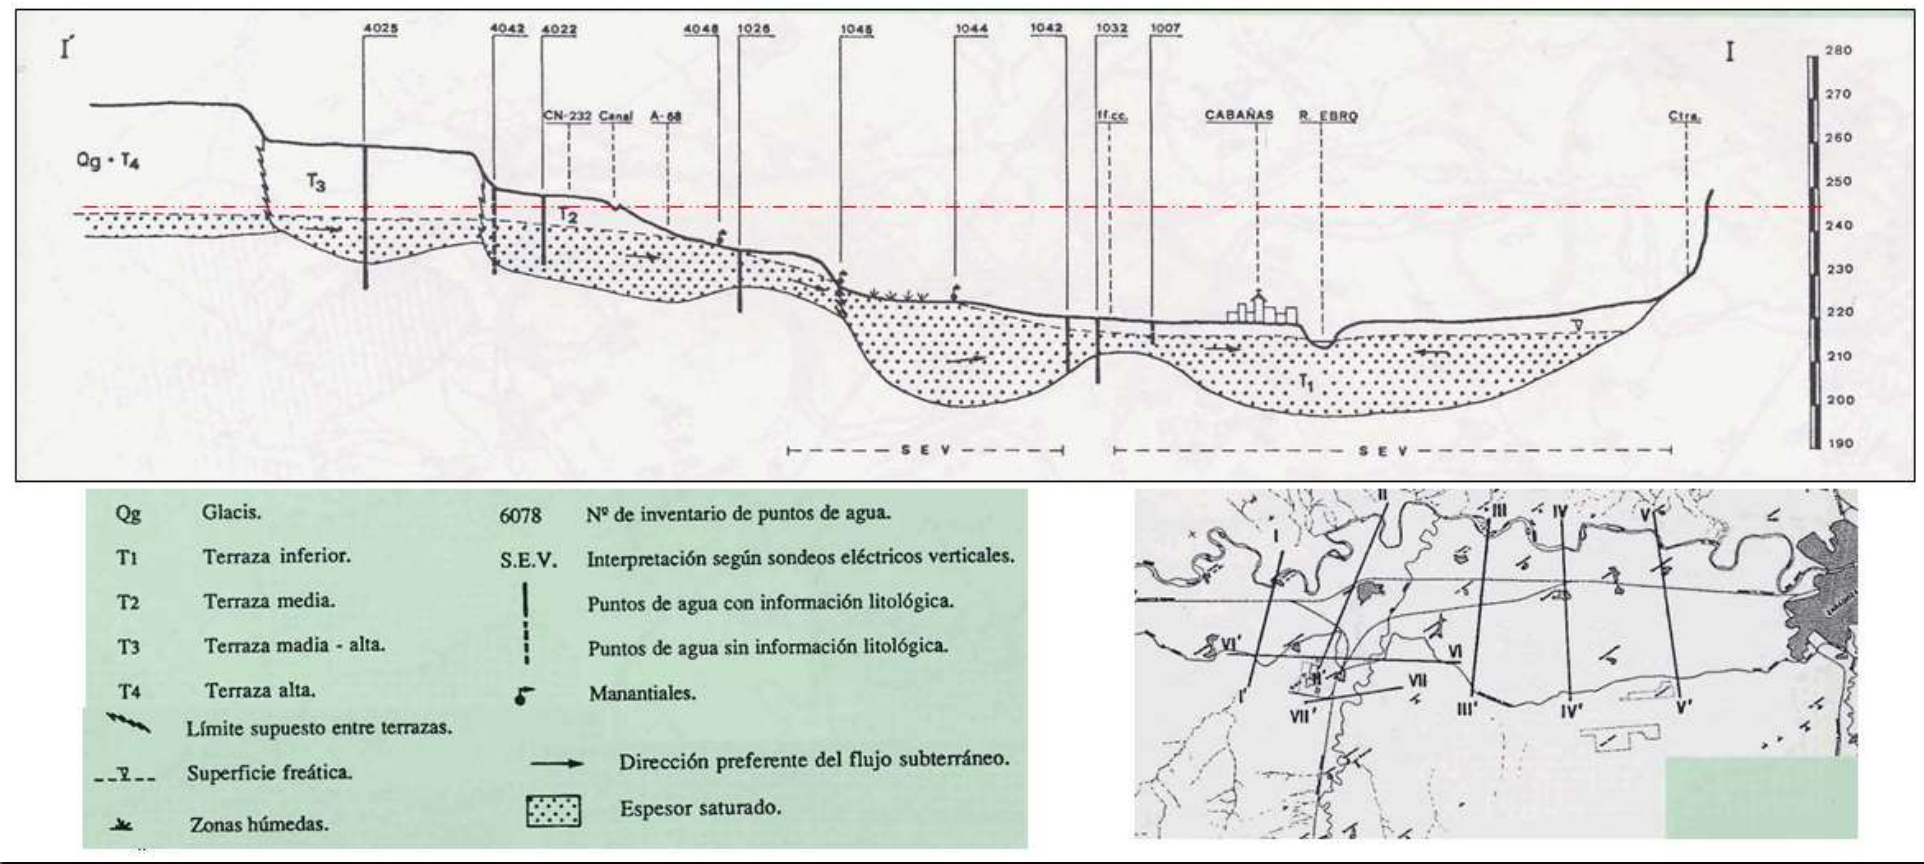 I´ 4025 4042 4022 4048 1026 1045 1044 1042 1032 1007 I
CN-232 Canal A-68 ff.cc. CABAÑAS R. EBRO Ctra.
280
270
260
250
240
230
220
210
200
190
Qg · T4
T3
T2
T1
S E V
S E V
Qg Glacis.
T1 Terraza inferior.
T2 Terraza media.
T3 Terraza madia - alta.
T4 Terraza alta.
Límite supuesto entre terrazas.
Superficie freática.
Zonas húmedas.
6078 Nº de inventario de puntos de agua.
S.E.V. Interpretación según sondeos eléctricos verticales.
Puntos de agua con información litológica.
Puntos de agua sin información litológica.
Manantiales.
Dirección preferente del flujo subterráneo.
Espesor saturado.
I II III IV V
VI' VI
I' II' VII
VII' III' IV' V'